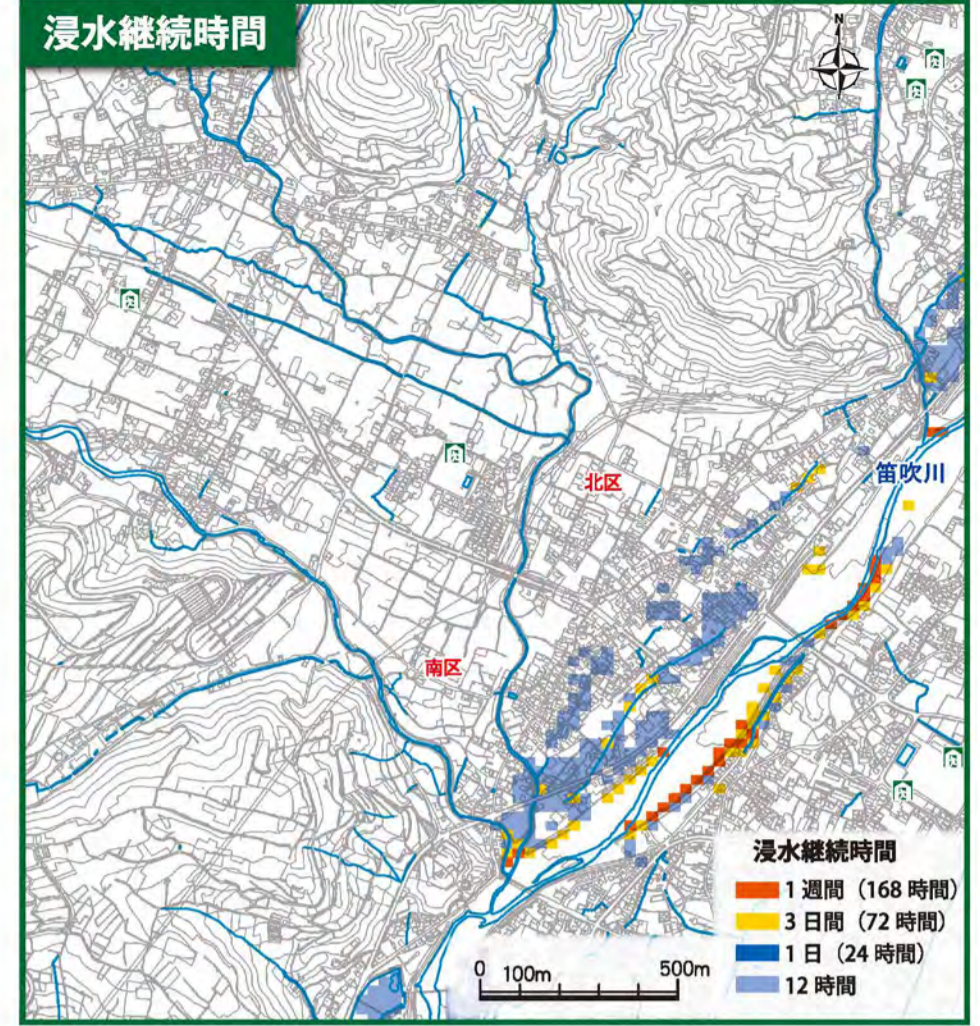 浸水継続時間
N
笛吹川
北区
南区
浸水継続時間
1 週間（168 時間）
3 日間（72 時間）
1 日（24 時間）
12 時間
0 100m 500m